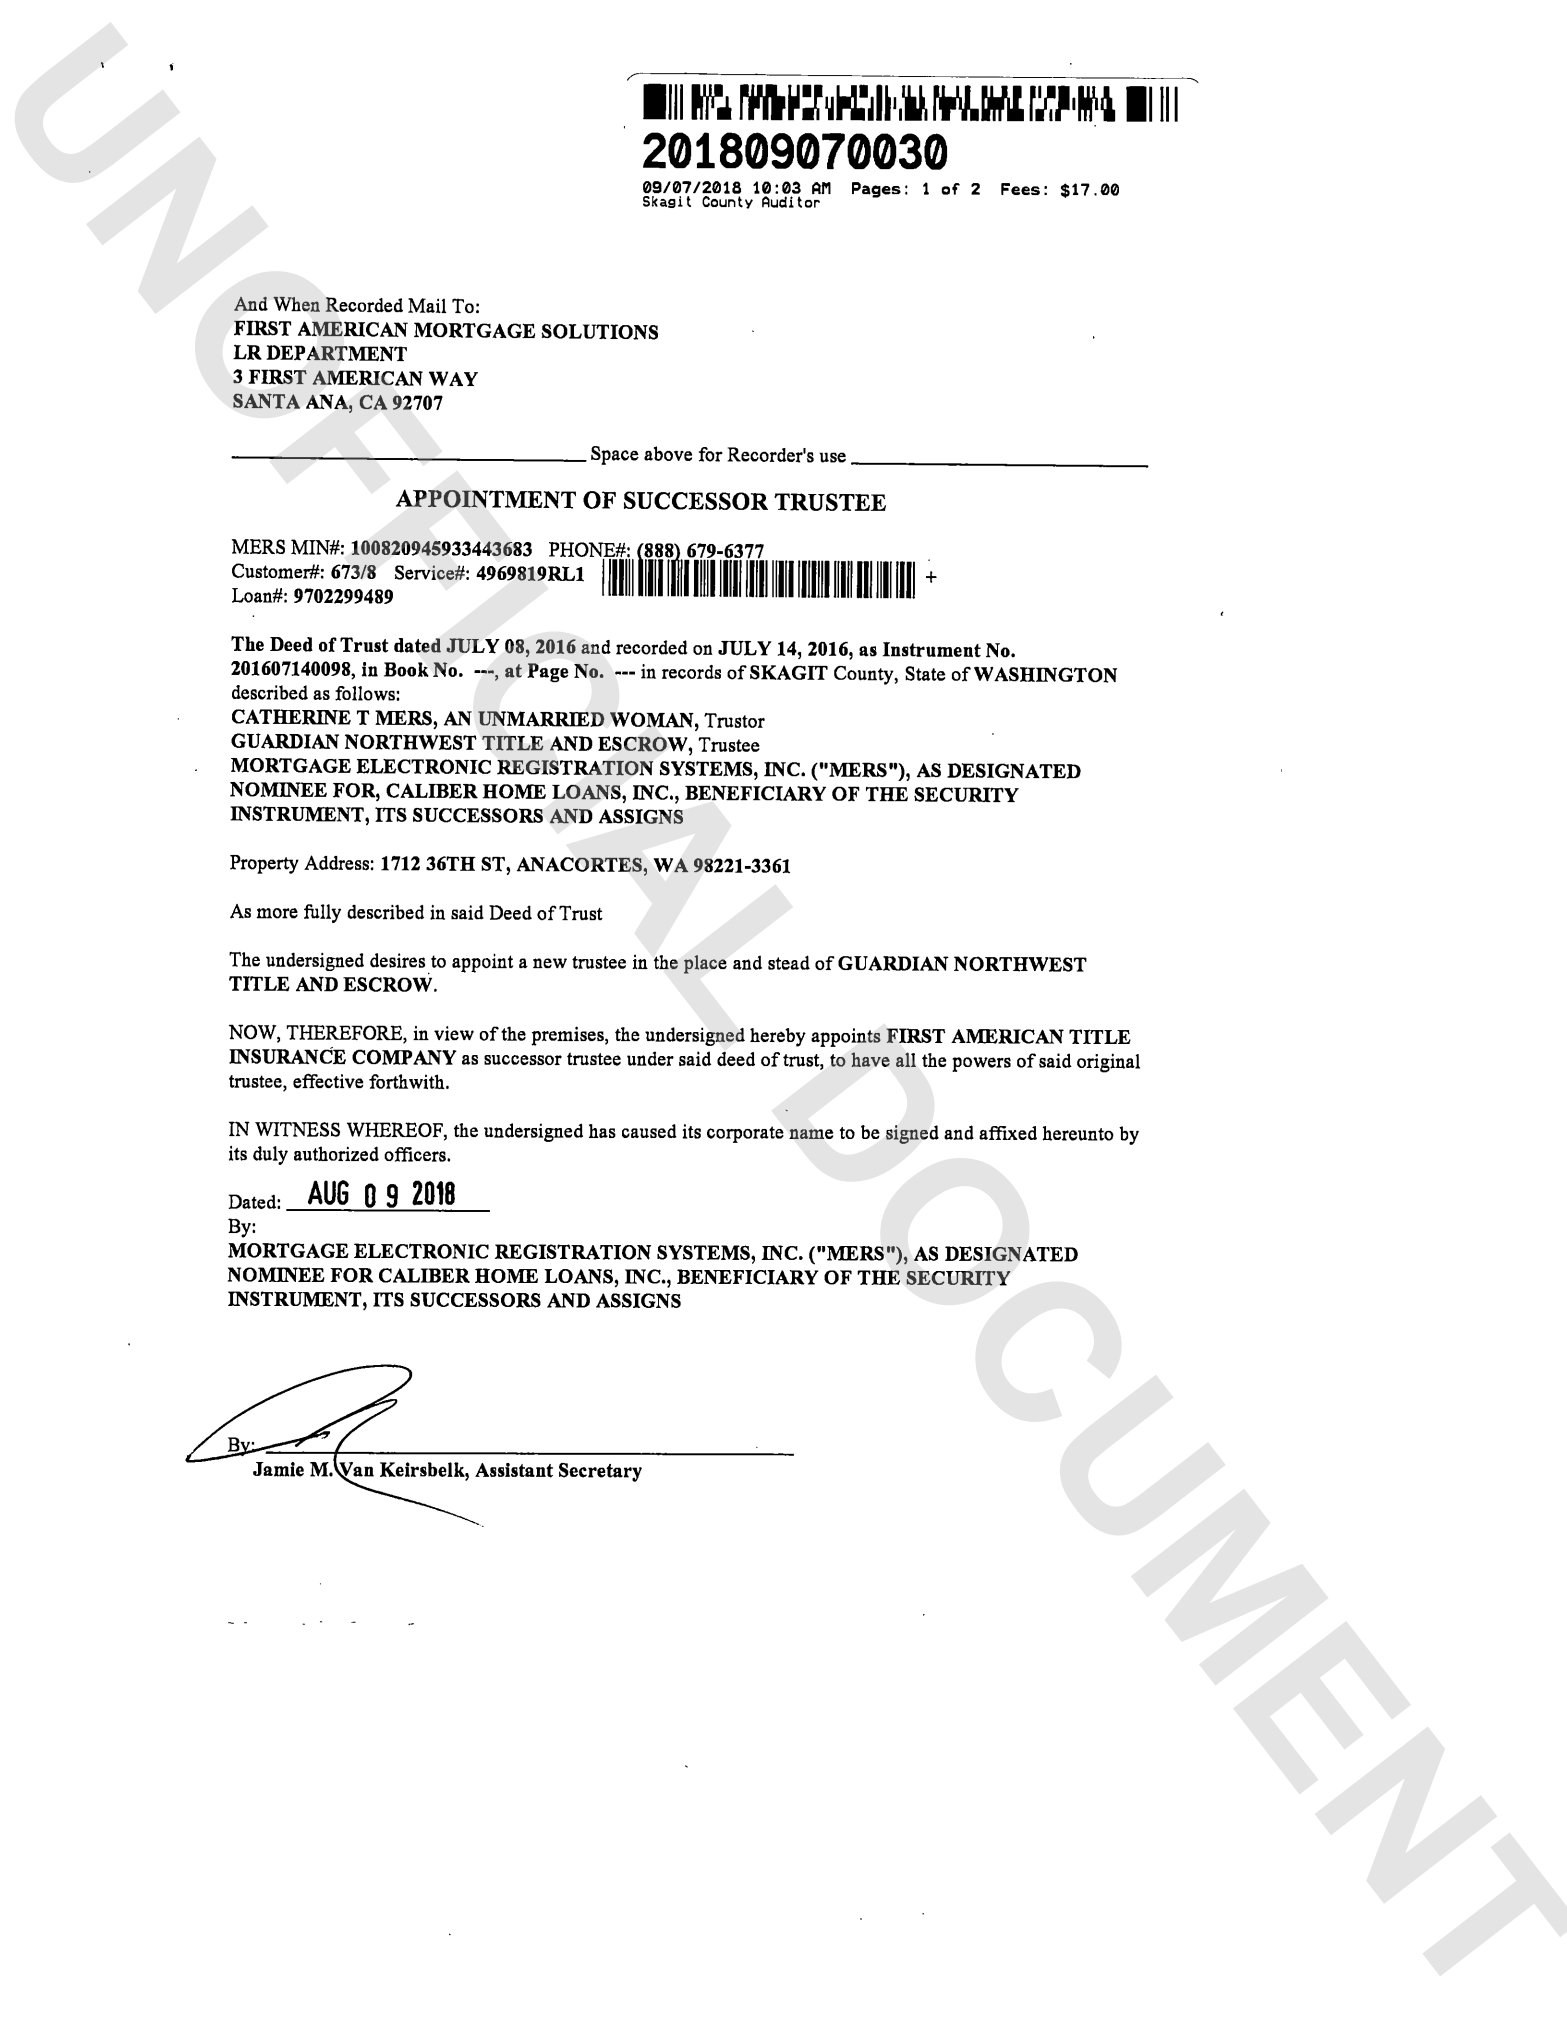 201809070030
09/07/2018 10:03 AM Pages: 1 of 2 Fees: $17.00
Skagit County Auditor
And When Recorded Mail To:
FIRST AMERICAN MORTGAGE SOLUTIONS
LR DEPARTMENT
3 FIRST AMERICAN WAY
SANTA ANA, CA 92707
Space above for Recorder's use
APPOINTMENT OF SUCCESSOR TRUSTEE
MERS MIN#: 100820945933443683 PHONE#: (888) 679-6377
Customer#: 673/8 Service#: 4969819RL1 +
Loan#: 9702299489
The Deed of Trust dated JULY 08, 2016 and recorded on JULY 14, 2016, as Instrument No.
201607140098, in Book No. ---, at Page No. --- in records of SKAGIT County, State of WASHINGTON
described as follows:
CATHERINE T MERS, AN UNMARRIED WOMAN, Trustor
GUARDIAN NORTHWEST TITLE AND ESCROW, Trustee
MORTGAGE ELECTRONIC REGISTRATION SYSTEMS, INC. ("MERS"), AS DESIGNATED
NOMINEE FOR, CALIBER HOME LOANS, INC., BENEFICIARY OF THE SECURITY
INSTRUMENT, ITS SUCCESSORS AND ASSIGNS
Property Address: 1712 36TH ST, ANACORTES, WA 98221-3361
As more fully described in said Deed of Trust
The undersigned desires to appoint a new trustee in the place and stead of GUARDIAN NORTHWEST
TITLE AND ESCROW.
NOW, THEREFORE, in view of the premises, the undersigned hereby appoints FIRST AMERICAN TITLE
INSURANCE COMPANY as successor trustee under said deed of trust, to have all the powers of said original
trustee, effective forthwith.
IN WITNESS WHEREOF, the undersigned has caused its corporate name to be signed and affixed hereunto by
its duly authorized officers.
Dated: AUG 09 2018
By:
MORTGAGE ELECTRONIC REGISTRATION SYSTEMS, INC. ("MERS"), AS DESIGNATED
NOMINEE FOR CALIBER HOME LOANS, INC., BENEFICIARY OF THE SECURITY
INSTRUMENT, ITS SUCCESSORS AND ASSIGNS
By:
Jamie M. Van Keirsbelk, Assistant Secretary
UNOFFICIAL DOCUMENT